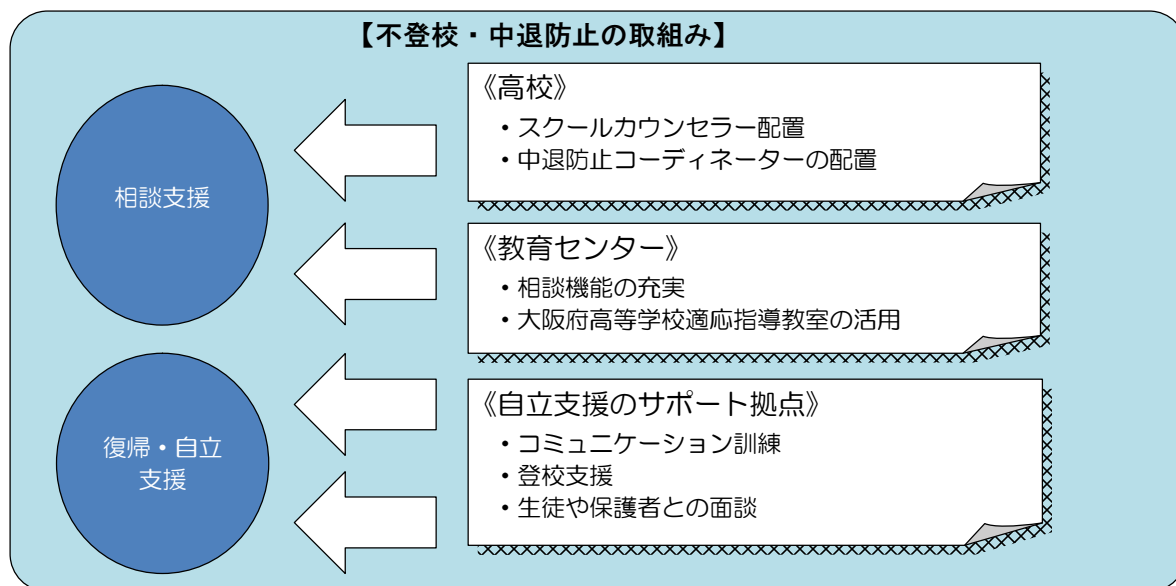 【不登校・中退防止の取組み】
相談支援
復帰・自立
支援
《高校》
・スクールカウンセラー配置
・中退防止コーディネーターの配置
《教育センター》
・相談機能の充実
・大阪府高等学校適応指導教室の活用
《自立支援のサポート拠点》
・コミュニケーション訓練
・登校支援
・生徒や保護者との面談